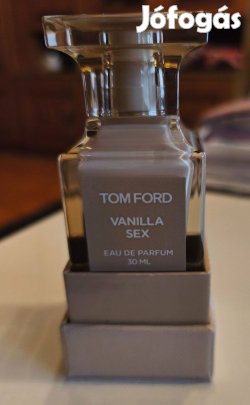 Jófogás
TOM FORD
VANILLA
SEX
EAU DE PARFUM
30 ML